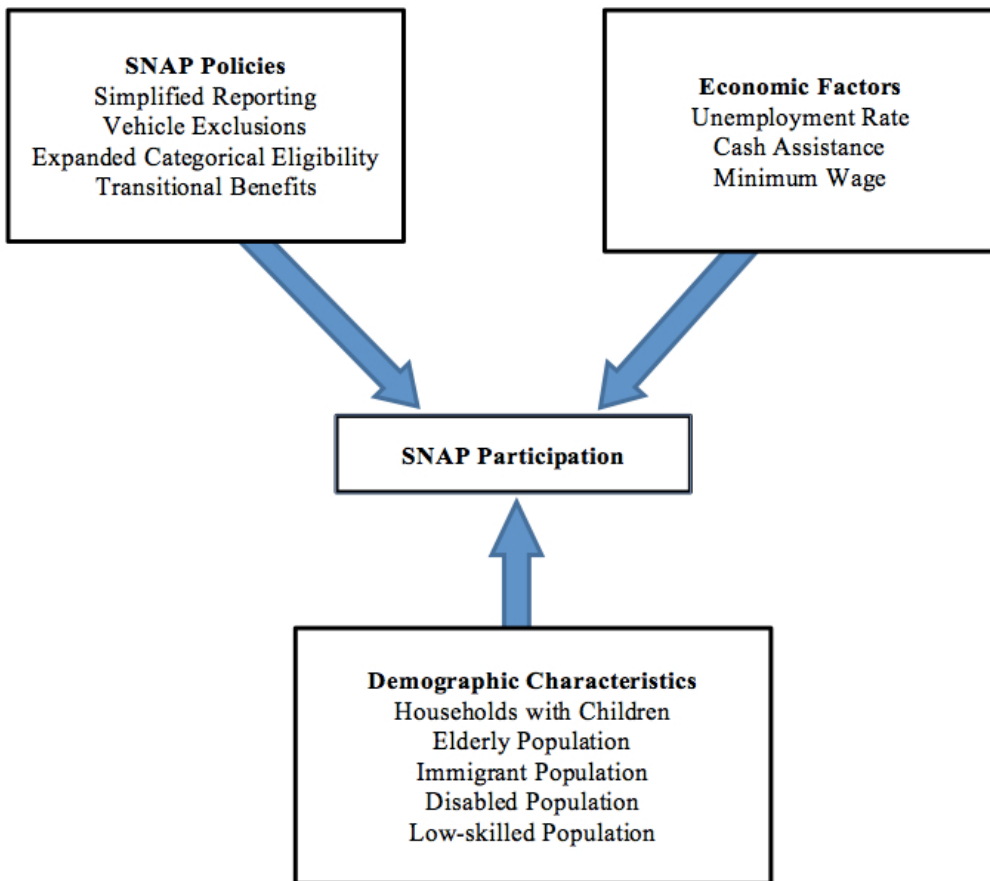 SNAP Policies
Simplified Reporting
Vehicle Exclusions
Expanded Categorical Eligibility
Transitional Benefits
Economic Factors
Unemployment Rate
Cash Assistance
Minimum Wage
SNAP Participation
Demographic Characteristics
Households with Children
Elderly Population
Immigrant Population
Disabled Population
Low-skilled Population